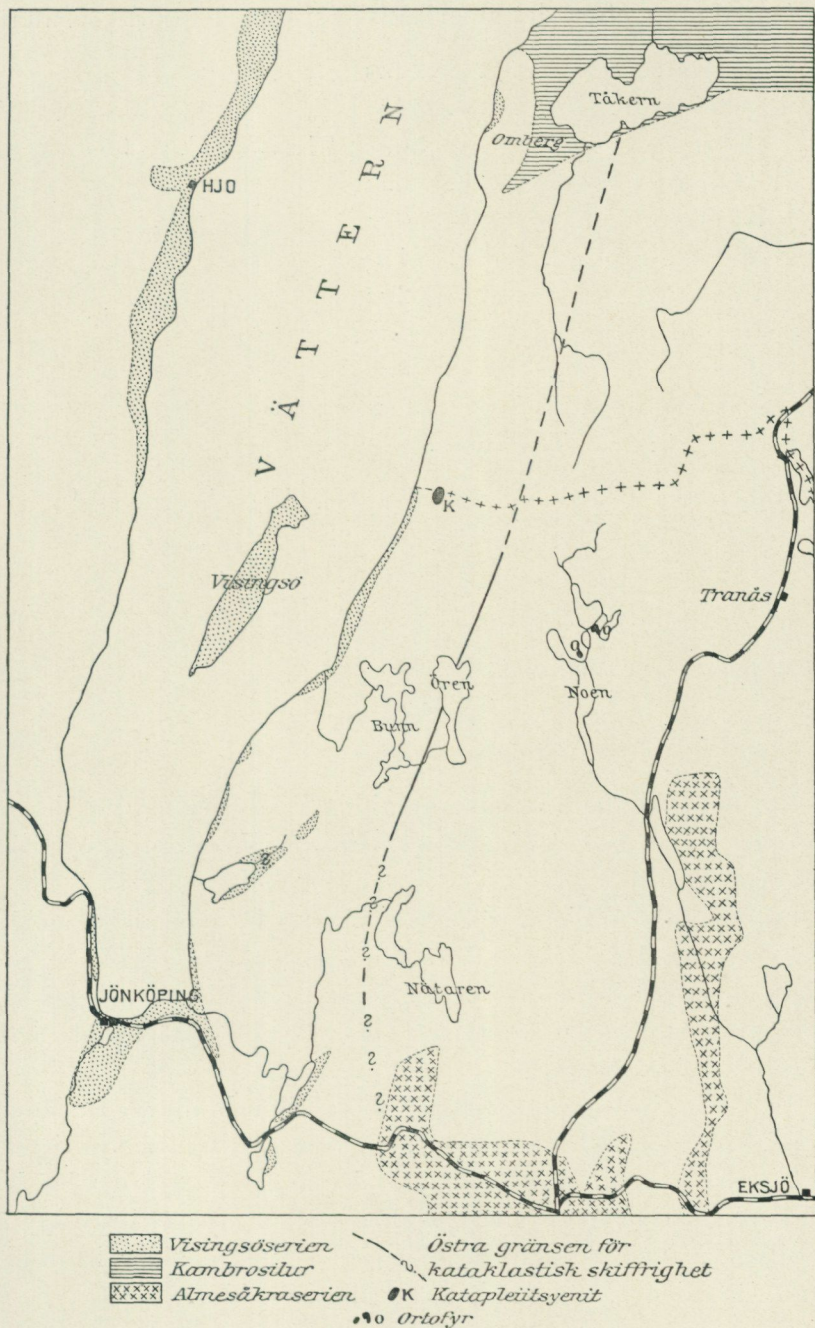 Tåkern
Omberg
HJO
VÄTTERN
K
Visingsö
Tranås
o
o
Ören
Bunn
Noen
?
?
?
?
Nätaren
JÖNKÖPING
?
?
?
EKSJÖ
Visingsöserien
Kambrosilur
Almesåkraserien
Östra gränsen för
?
kataklastisk skiffrighet
K Katapleiitsyenit
o Ortofyr